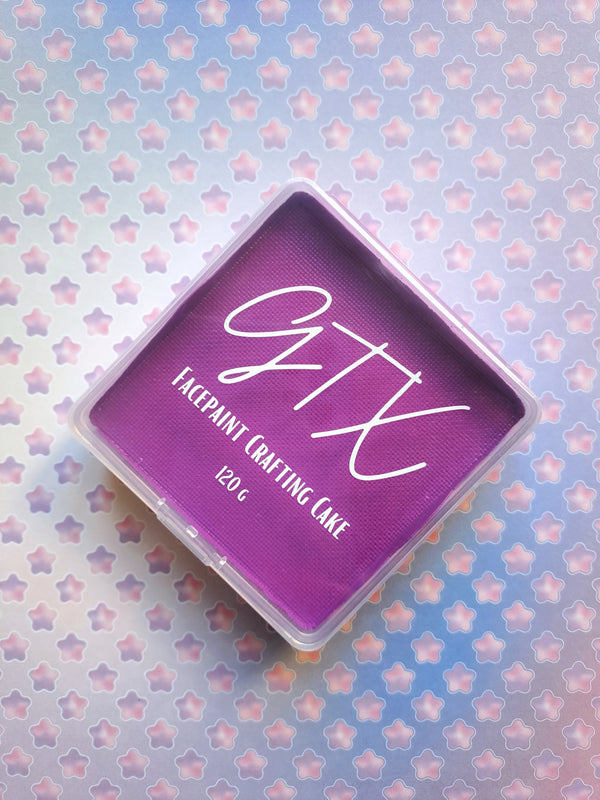 GTX
Facepaint Crafting Cake
120 g